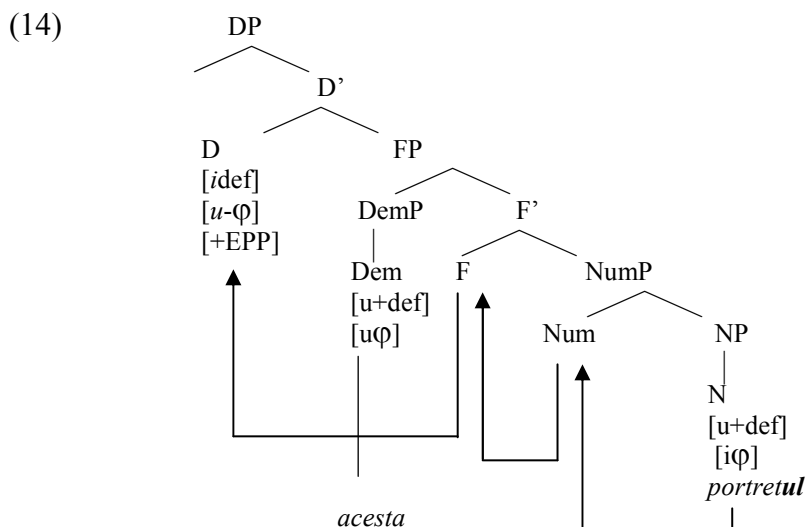 (14)
DP
D’
D FP
[idef]
[u-φ] DemP F’
[+EPP]
Dem F NumP
[u+def]
[uφ] Num NP
N
[u+def]
[iφ]
portretul
acesta